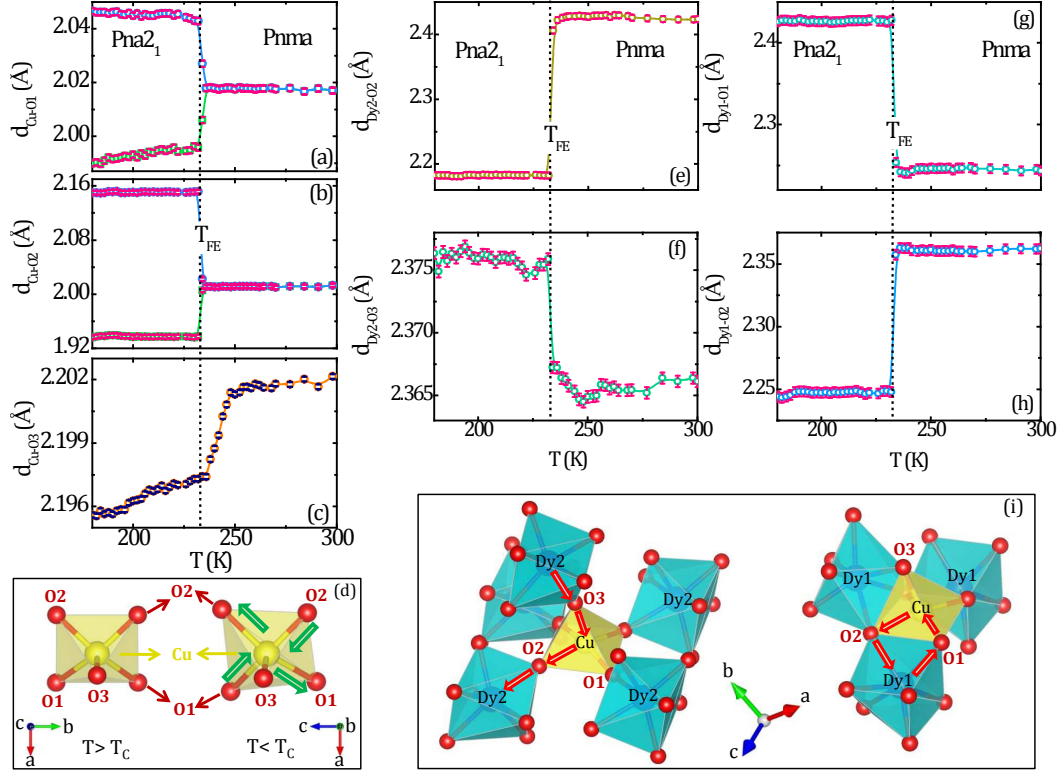 2.04
2.02
2.00
d_Cu-O1 (Å)
Pna2_1
Pnma
(a)
2.16
2.08
2.00
1.92
d_Cu-O2 (Å)
T_FE
(b)
2.202
2.199
2.196
d_Cu-O3 (Å)
(c)
200 250 300
T (K)
2.4
2.3
2.2
d_Dy2-O2 (Å)
Pna2_1
Pnma
T_FE
(e)
2.375
2.370
2.365
d_Dy2-O3 (Å)
(f)
200 250 300
T (K)
2.4
2.3
d_Dy1-O1 (Å)
Pna2_1
Pnma
T_FE
(g)
2.35
2.30
2.25
d_Dy1-O2 (Å)
(h)
200 250 300
T (K)
(d)
O2 O2 O2
Cu
O1 O3 O1 O3 O1
c b
a
T> T_C
T< T_C
c b
a
(i)
Dy2
O3
Cu
O2
O1
Dy2
Dy2
b
a
c
O3
Dy1
Dy1
Cu
O2
O1
Dy1